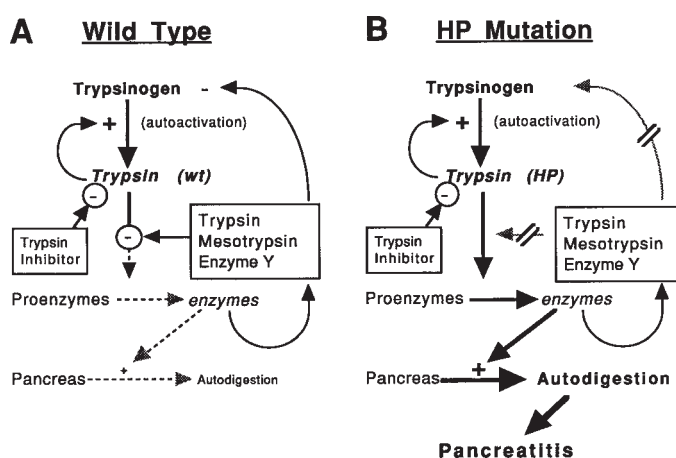 A Wild Type
Trypsinogen -
+ (autoactivation)
Trypsin (wt)
-
-
Trypsin
Inhibitor
Trypsin
Mesotrypsin
Enzyme Y
Proenzymes
enzymes
+
Pancreas
Autodigestion
B HP Mutation
Trypsinogen
+ (autoactivation)
Trypsin (HP)
-
Trypsin
Inhibitor
Trypsin
Mesotrypsin
Enzyme Y
Proenzymes
enzymes
+
Pancreas
Autodigestion
Pancreatitis